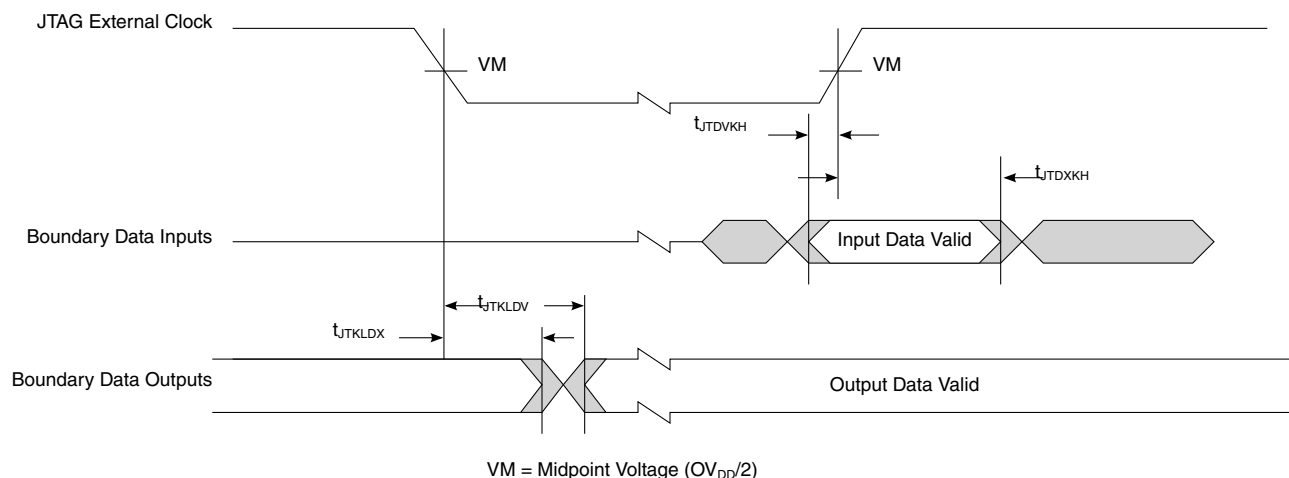 JTAG External Clock
VM
VM
tJTDVKH
tJTDXKH
Boundary Data Inputs
Input Data Valid
tJTKLDV
tJTKLDX
Boundary Data Outputs
Output Data Valid
VM = Midpoint Voltage (OVDD/2)